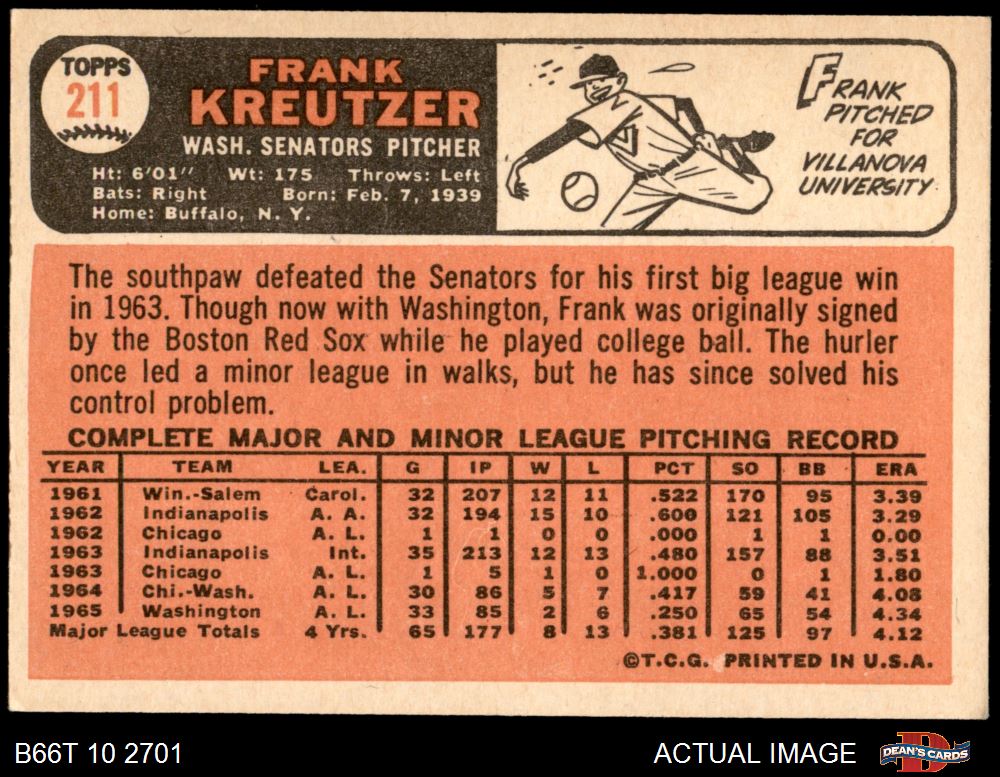 TOPPS
211
FRANK
KREUTZER
WASH. SENATORS PITCHER
Ht: 6'01" Wt: 175 Throws: Left
Bats: Right Born: Feb. 7, 1939
Home: Buffalo, N. Y.
FRANK
PITCHED
FOR
VILLANOVA
UNIVERSITY
The southpaw defeated the Senators for his first big league win
in 1963. Though now with Washington, Frank was originally signed
by the Boston Red Sox while he played college ball. The hurler
once led a minor league in walks, but he has since solved his
control problem.
COMPLETE MAJOR AND MINOR LEAGUE PITCHING RECORD
YEAR TEAM LEA. G IP W L PCT SO BB ERA
1961 Win.-Salem Carol. 32 207 12 11 .522 170 95 3.39
1962 Indianapolis A. A. 32 194 15 10 .600 121 105 3.29
1962 Chicago A. L. 1 1 0 0 .000 1 1 0.00
1963 Indianapolis Int. 35 213 12 13 .480 157 88 3.51
1963 Chicago A. L. 1 5 1 0 1.000 0 1 1.80
1964 Chi.-Wash. A. L. 30 86 5 7 .417 59 41 4.08
1965 Washington A. L. 33 85 2 6 .250 65 54 4.34
Major League Totals 4 Yrs. 65 177 8 13 .381 125 97 4.12
©T.C.G. PRINTED IN U.S.A.
B66T 10 2701 ACTUAL IMAGE DEAN'S CARDS